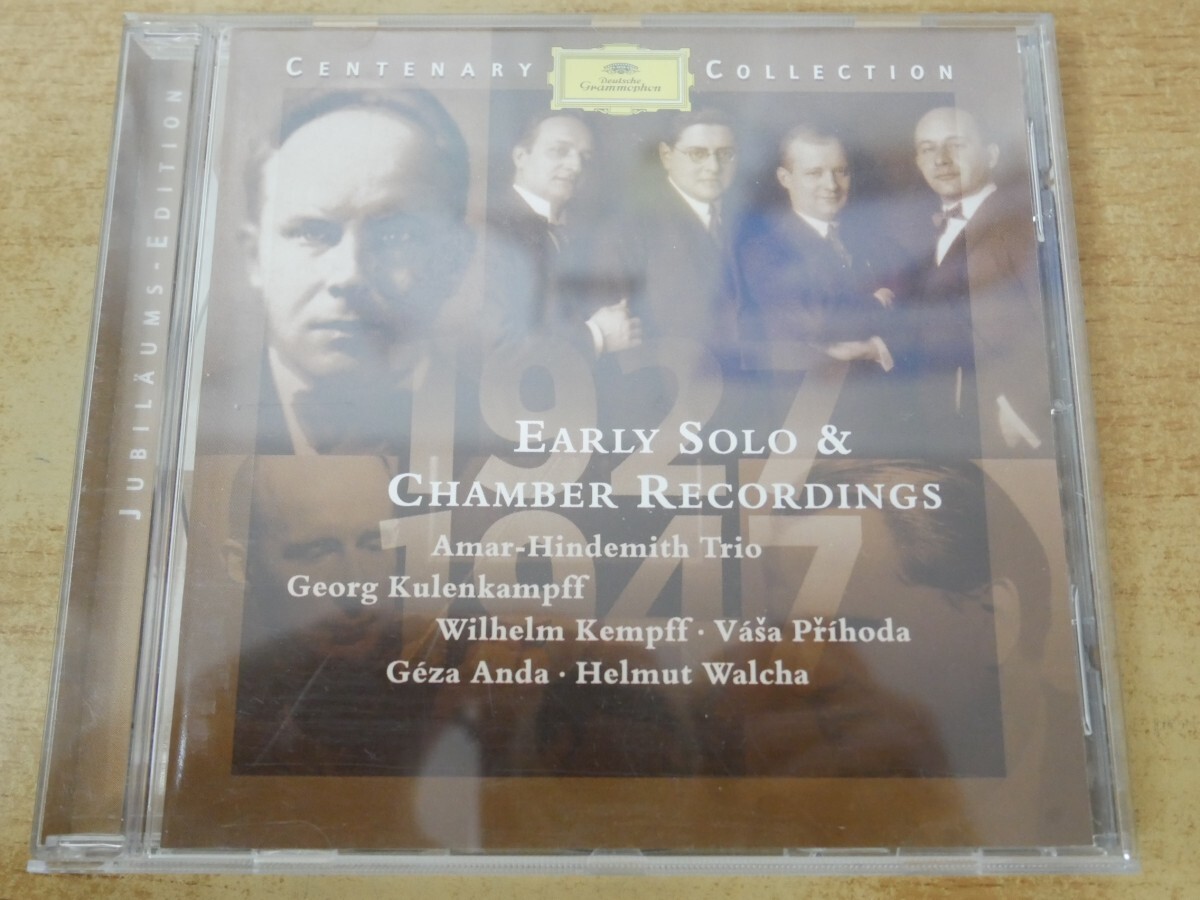 CENTENARY COLLECTION
Deutsche
Grammophon
JUBILÄUMS-EDITION
1927
EARLY SOLO &
CHAMBER RECORDINGS
1947
Amar-Hindemith Trio
Georg Kulenkampff
Wilhelm Kempff · Váša Příhoda
Géza Anda · Helmut Walcha